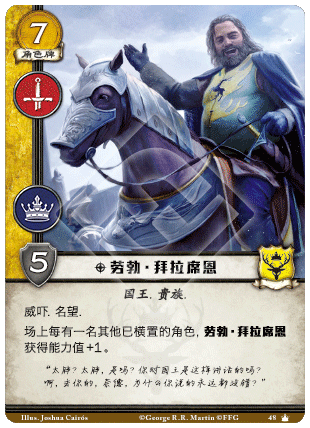 7
角色牌
5
劳勃·拜拉席恩
国王. 贵族.
威吓. 名望.
场上每有一名其他已横置的角色, 劳勃·拜拉席恩
获得能力值+1。
“太胖? 太胖, 是吗? 你对国王是这样讲话的吗?
啊, 去你的, 奈德, 为什么你说的永远都没错?”
Illus. Joshua Cairós ©George R.R. Martin ©FFG 48